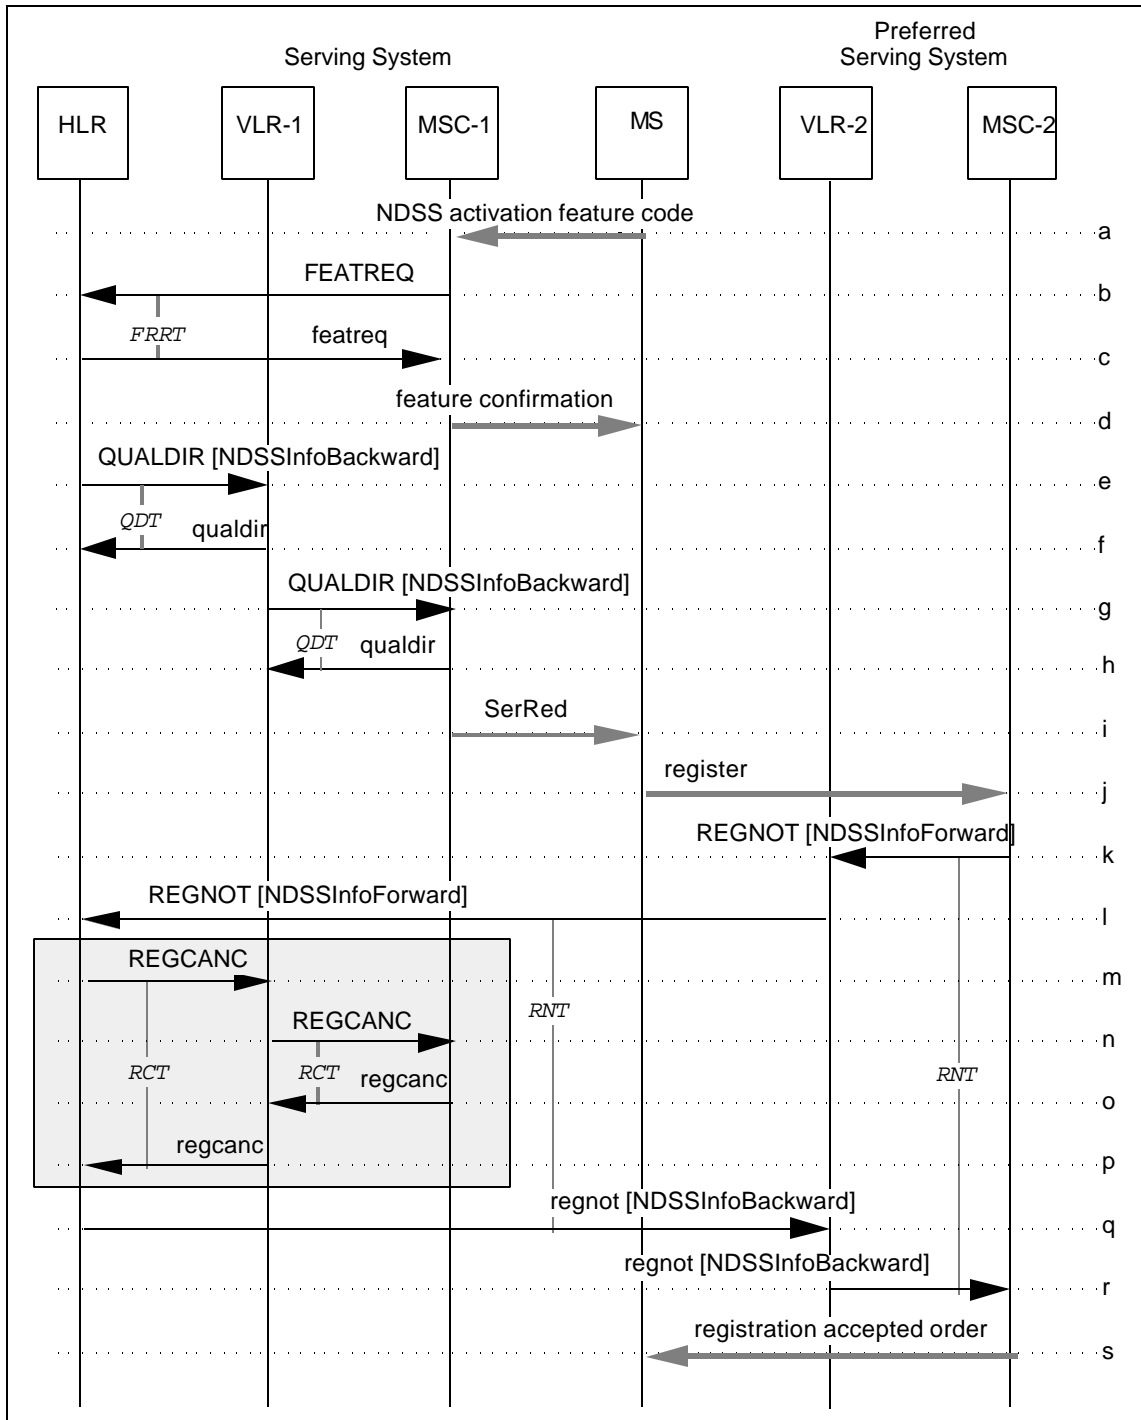 Preferred
Serving System
Serving System
HLR
VLR-1
MSC-1
MS
VLR-2
MSC-2
NDSS activation feature code
a
FEATREQ
b
FRRT
featreq
c
feature confirmation
d
QUALDIR [NDSSInfoBackward]
e
QDT
qualdir
f
QUALDIR [NDSSInfoBackward]
g
QDT
qualdir
h
SerRed
i
register
j
REGNOT [NDSSInfoForward]
k
REGNOT [NDSSInfoForward]
l
REGCANC
m
RNT
REGCANC
n
RCT
RCT
regcanc
RNT
o
regcanc
p
regnot [NDSSInfoBackward]
q
regnot [NDSSInfoBackward]
r
registration accepted order
s